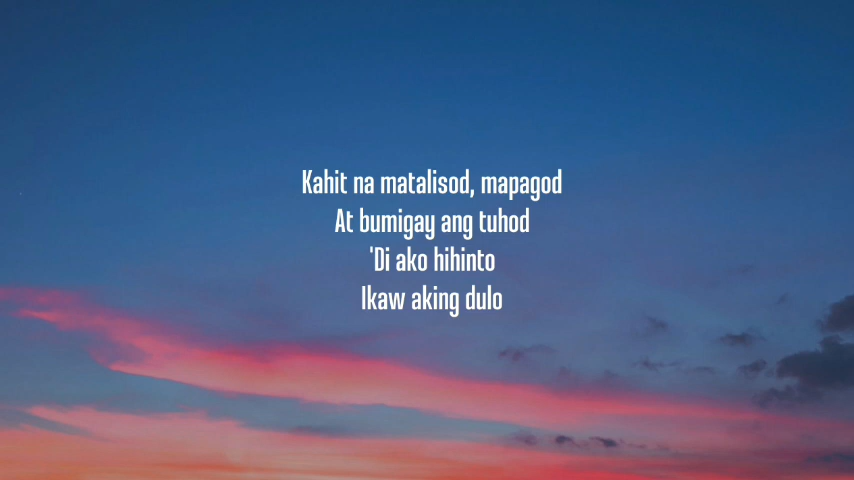 Kahit na matalisod, mapagod
At bumigay ang tuhod
'Di ako hihinto
Ikaw aking dulo